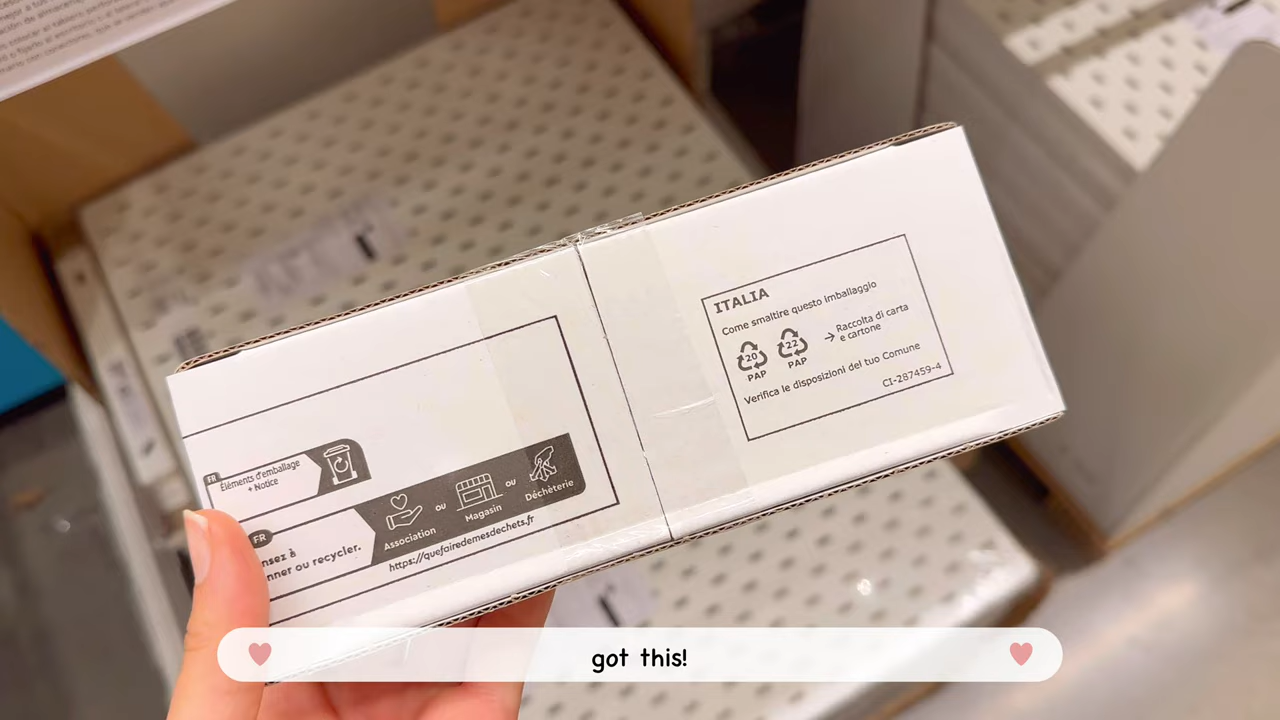 FR
Éléments d'emballage
+ Notice
FR
nsez à
nner ou recycler.
Association
ou
Magasin
ou
Déchèterie
https://quefairedemesdechets.fr
ITALIA
Come smaltire questo imballaggio
20
PAP
22
PAP
→ Raccolta di carta
e cartone
Verifica le disposizioni del tuo Comune
CI-287459-4
got this!